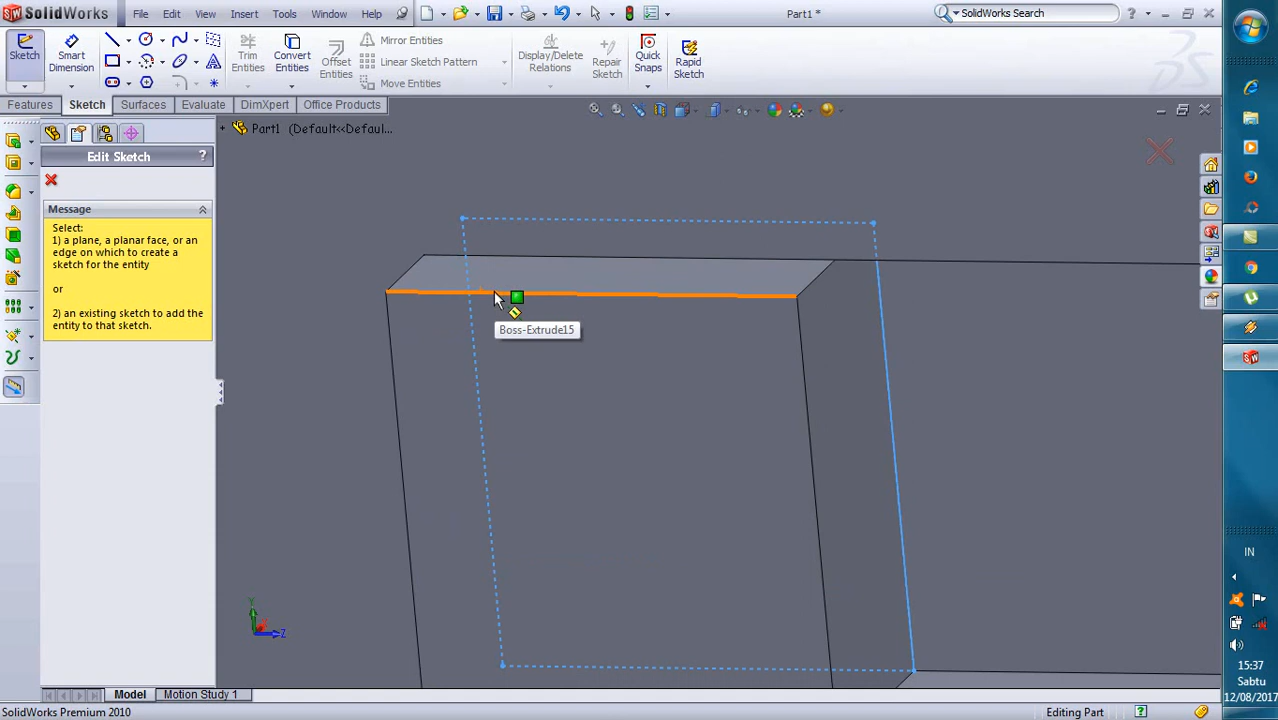 SolidWorks
File Edit View Insert Tools Window Help
Part1 *
SolidWorks Search
Sketch
Smart Dimension
Trim Entities
Convert Entities
Offset Entities
Mirror Entities
Linear Sketch Pattern
Move Entities
Display/Delete Relations
Repair Sketch
Quick Snaps
Rapid Sketch
Features Sketch Surfaces Evaluate DimXpert Office Products
Part1 (Default<<Defaul...
Edit Sketch ?
Message
Select:
1) a plane, a planar face, or an
edge on which to create a
sketch for the entity
or
2) an existing sketch to add the
entity to that sketch.
Boss-Extrude15
Y
Z
IN
15:37
Sabtu
12/08/2017
Model Motion Study 1
SolidWorks Premium 2010
Editing Part